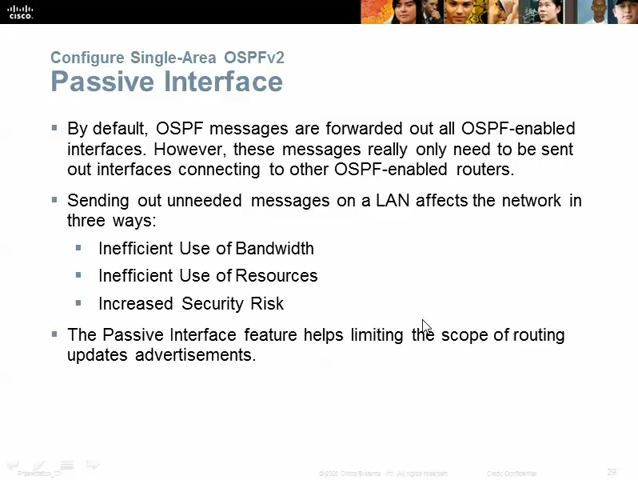 CISCO.
Configure Single-Area OSPFv2
Passive Interface
By default, OSPF messages are forwarded out all OSPF-enabled
interfaces. However, these messages really only need to be sent
out interfaces connecting to other OSPF-enabled routers.
Sending out unneeded messages on a LAN affects the network in
three ways:
Inefficient Use of Bandwidth
Inefficient Use of Resources
Increased Security Risk
The Passive Interface feature helps limiting the scope of routing
updates advertisements.
Cisco Confidential
29